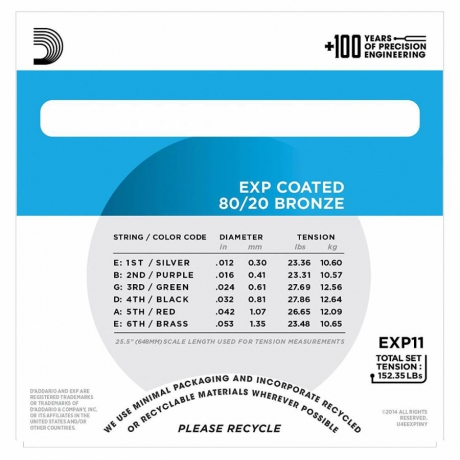 +100 YEARS
OF PRECISION
ENGINEERING
EXP COATED
80/20 BRONZE
STRING / COLOR CODE DIAMETER TENSION
in mm lbs kg
E: 1ST / SILVER .012 0.30 23.36 10.60
B: 2ND / PURPLE .016 0.41 23.31 10.57
G: 3RD / GREEN .024 0.61 27.69 12.56
D: 4TH / BLACK .032 0.81 27.86 12.64
A: 5TH / RED .042 1.07 26.65 12.09
E: 6TH / BRASS .053 1.35 23.48 10.65
25.5" (648MM) SCALE LENGTH USED FOR TENSION MEASUREMENTS
EXP11
TOTAL SET
TENSION :
152.35 LBs
D'ADDARIO AND EXP ARE
REGISTERED TRADEMARKS
OR TRADEMARKS OF
D'ADDARIO & COMPANY, INC.
OR ITS AFFILIATES IN THE
UNITED STATES AND/OR
OTHER COUNTRIES.
WE USE MINIMAL PACKAGING AND INCORPORATE RECYCLED
OR RECYCLABLE MATERIALS WHEREVER POSSIBLE
PLEASE RECYCLE
©2014 ALL RIGHTS
RESERVED.
U4EEXP11NY